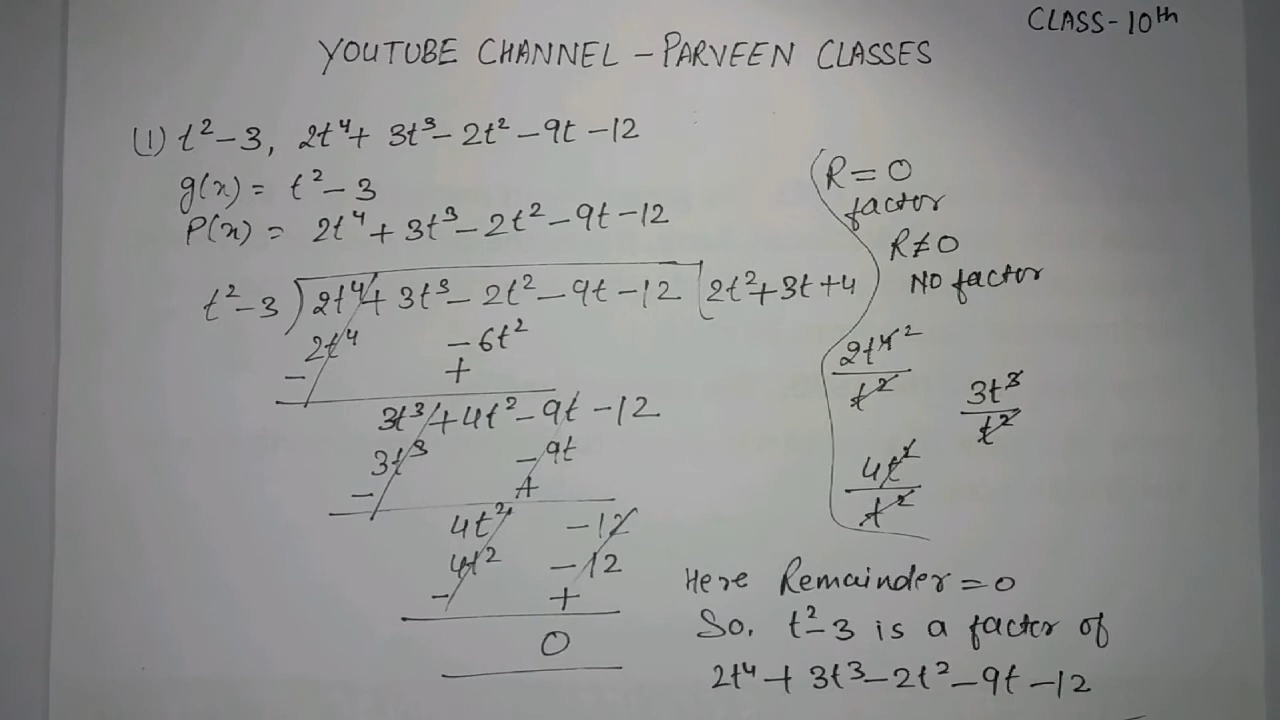 CLASS-10th
YOUTUBE CHANNEL - PARVEEN CLASSES
(1) t²-3, 2t⁴+ 3t³- 2t² -9t -12
g(x) = t²-3
P(x) = 2t⁴+3t³-2t²-9t-12
t²-3) 2t⁴+ 3t³- 2t²-9t-12 (2t²+3t+4
2t⁴ -6t²
- +
3t³+4t²-9t-12
3t³ -9t
- +
4t² -12
4t² -12
- +
0
R=0
factor
R≠0
NO factor
2t⁴ ²
t²
3t³
t²
4t²
t²
Here Remainder=0
So, t²-3 is a factor of
2t⁴+3t³-2t²-9t-12